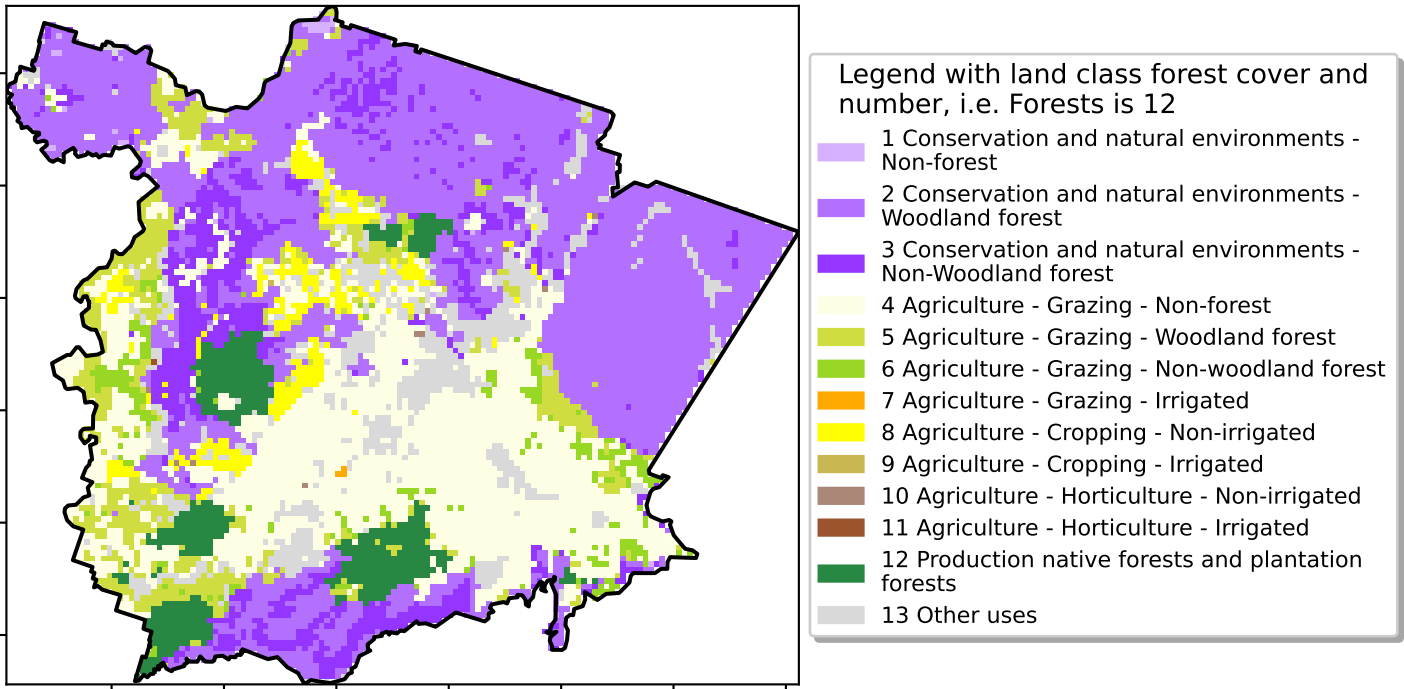 Legend with land class forest cover and
number, i.e. Forests is 12
1 Conservation and natural environments -
Non-forest
2 Conservation and natural environments -
Woodland forest
3 Conservation and natural environments -
Non-Woodland forest
4 Agriculture - Grazing - Non-forest
5 Agriculture - Grazing - Woodland forest
6 Agriculture - Grazing - Non-woodland forest
7 Agriculture - Grazing - Irrigated
8 Agriculture - Cropping - Non-irrigated
9 Agriculture - Cropping - Irrigated
10 Agriculture - Horticulture - Non-irrigated
11 Agriculture - Horticulture - Irrigated
12 Production native forests and plantation
forests
13 Other uses